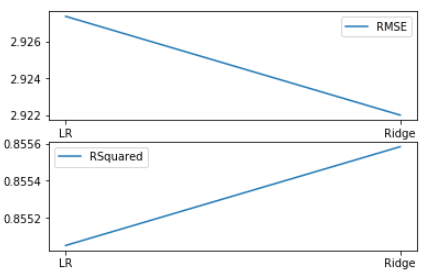 RMSE
2.926
2.924
2.922
LR
Ridge
0.8556
RSquared
0.8554
0.8552
LR
Ridge